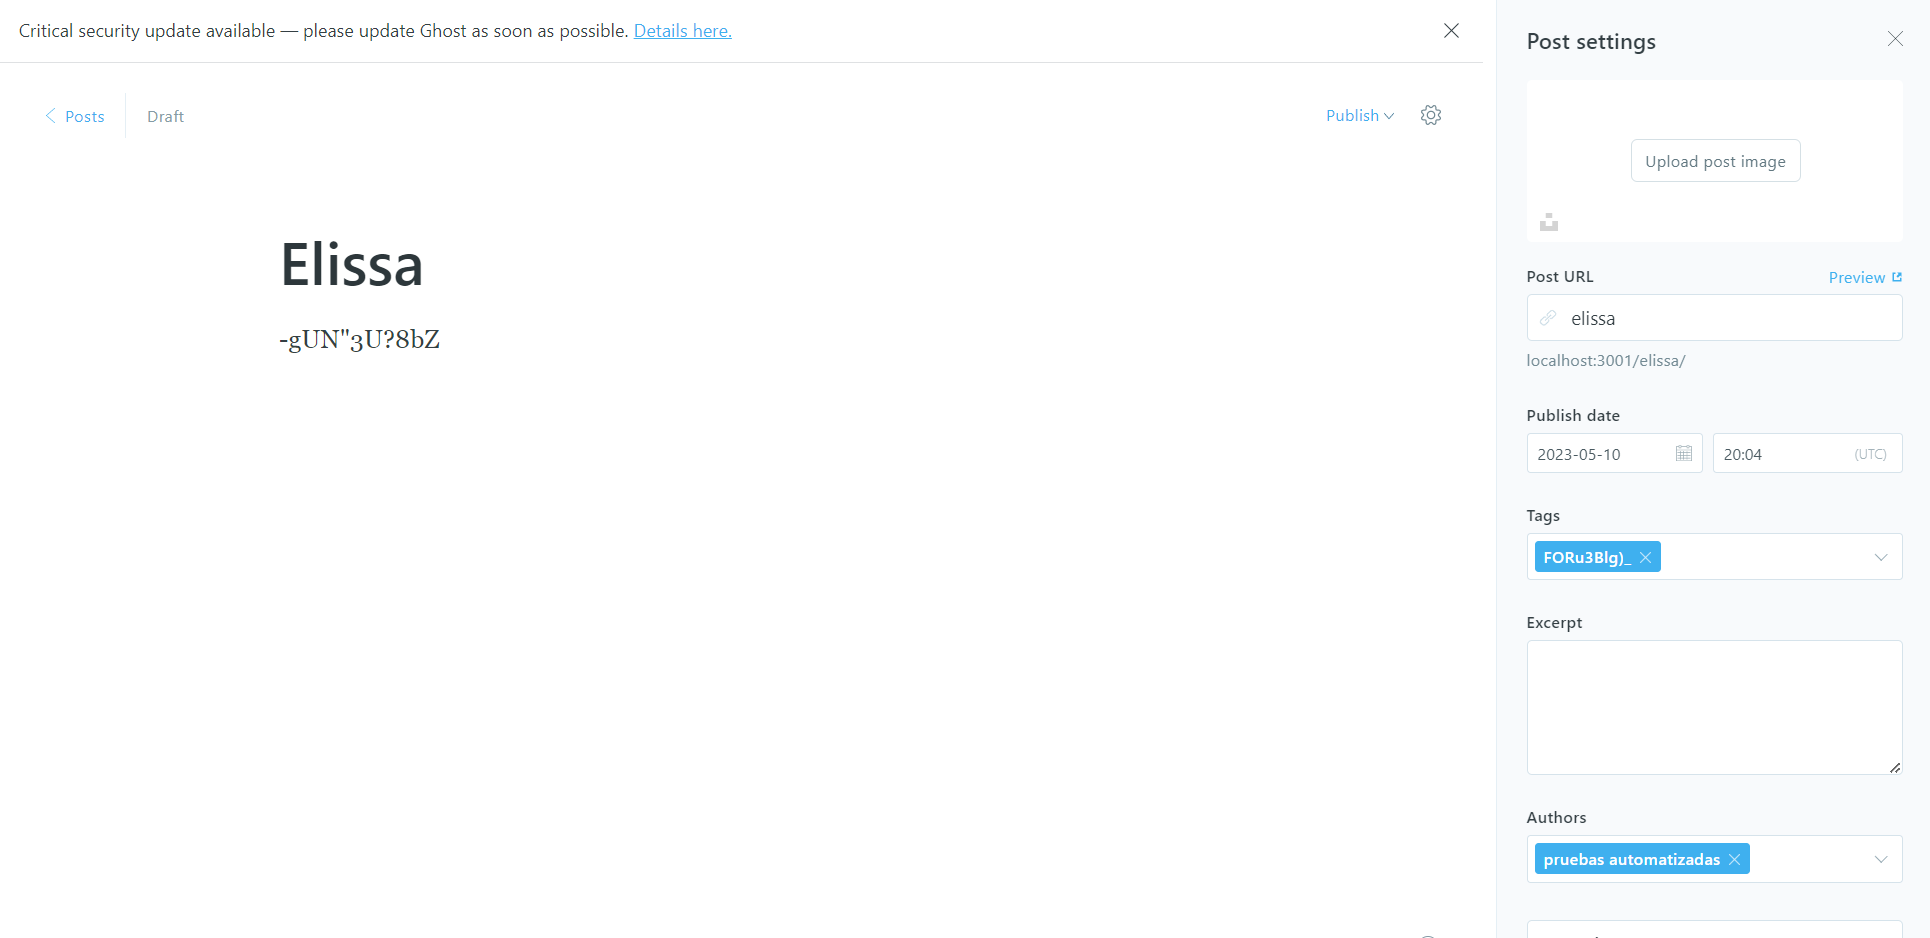 Critical security update available — please update Ghost as soon as possible. Details here.
Posts
Draft
Publish
Elissa
-gUN"3U?8bZ
Post settings
Upload post image
Post URL
Preview
elissa
localhost:3001/elissa/
Publish date
2023-05-10
20:04
(UTC)
Tags
FORu3Blg)_
Excerpt
Authors
pruebas automatizadas